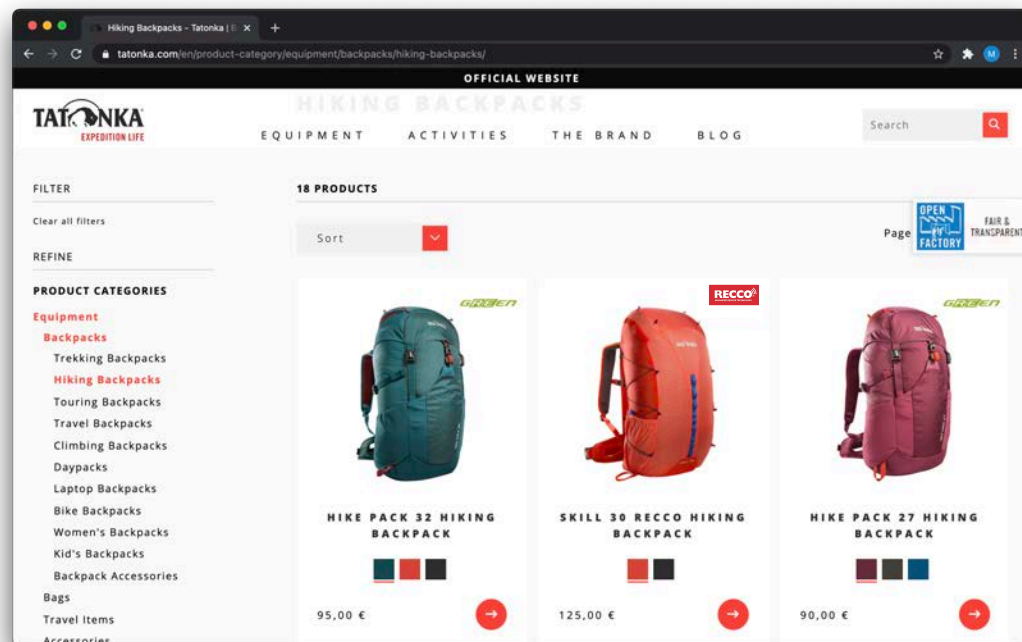 Hiking Backpacks – Tatonka |
tatonka.com/en/product-category/equipment/backpacks/hiking-backpacks/
M
OFFICIAL WEBSITE
HIKING BACKPACKS
TATONKA
EXPEDITION LIFE
EQUIPMENT ACTIVITIES THE BRAND BLOG
Search
FILTER
Clear all filters
REFINE
PRODUCT CATEGORIES
Equipment
Backpacks
Trekking Backpacks
Hiking Backpacks
Touring Backpacks
Travel Backpacks
Climbing Backpacks
Daypacks
Laptop Backpacks
Bike Backpacks
Women's Backpacks
Kid's Backpacks
Backpack Accessories
Bags
Travel Items
Accessories
18 PRODUCTS
Sort
Page
OPEN
FACTORY
FAIR &
TRANSPARENT
GREEN
RECCO
GREEN
HIKE PACK 32 HIKING
BACKPACK
95,00 €
SKILL 30 RECCO HIKING
BACKPACK
125,00 €
HIKE PACK 27 HIKING
BACKPACK
90,00 €